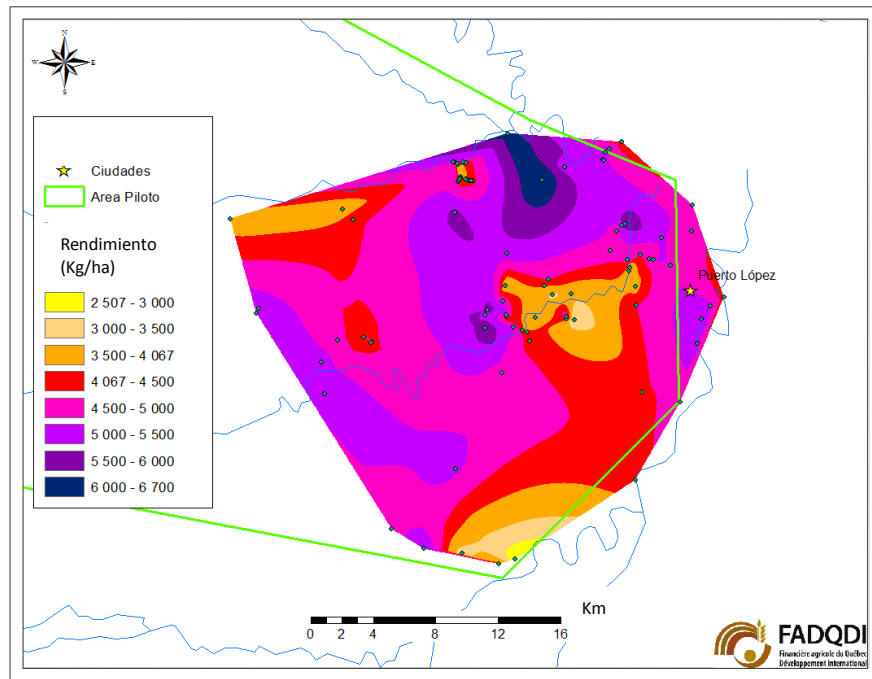 N
W
E
S
Ciudades
Area Piloto
Rendimiento
(Kg/ha)
2 507 - 3 000
3 000 - 3 500
3 500 - 4 067
4 067 - 4 500
4 500 - 5 000
5 000 - 5 500
5 500 - 6 000
6 000 - 6 700
Puerto López
Km
0 2 4 8 12 16
FADQDI
Financière agricole du Québec
Développement international